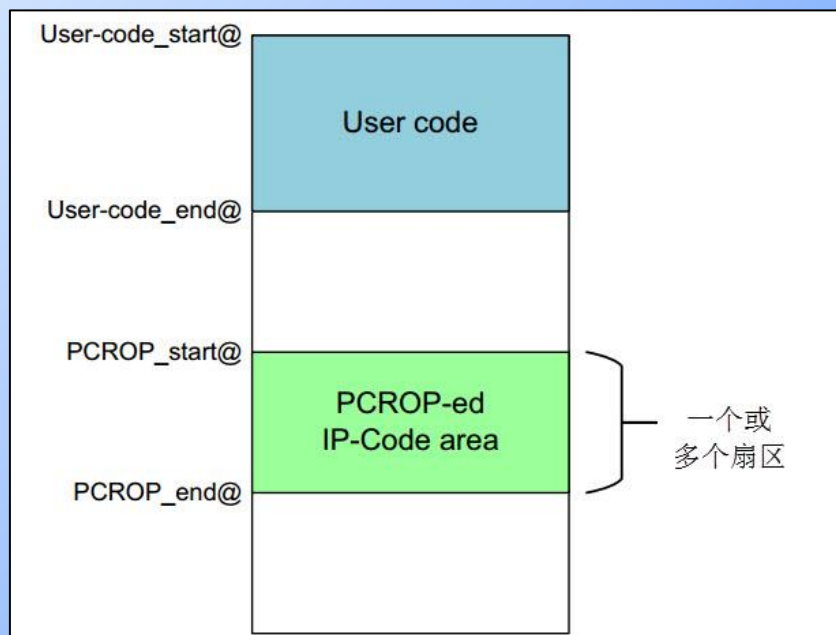 User-code_start@
User code
User-code_end@
PCROP_start@
PCROP-ed
IP-Code area
一个或
多个扇区
PCROP_end@